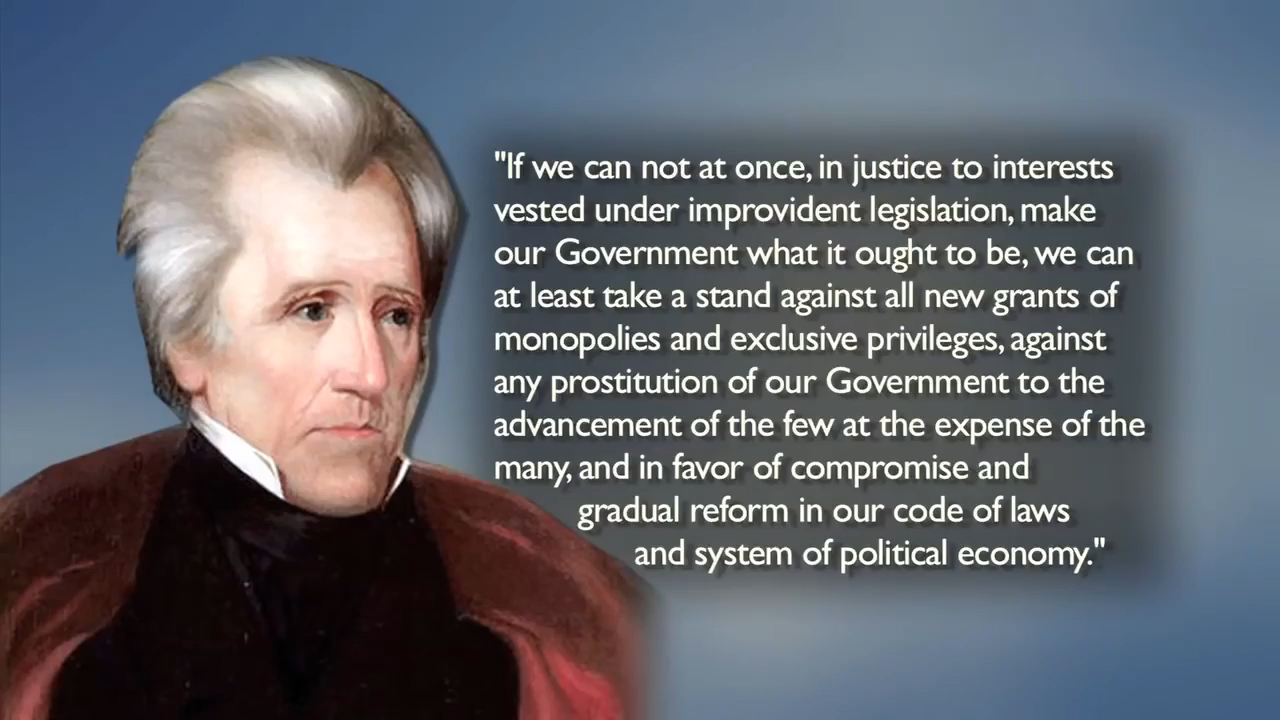 "If we can not at once, in justice to interests
vested under improvident legislation, make
our Government what it ought to be, we can
at least take a stand against all new grants of
monopolies and exclusive privileges, against
any prostitution of our Government to the
advancement of the few at the expense of the
many, and in favor of compromise and
gradual reform in our code of laws
and system of political economy."